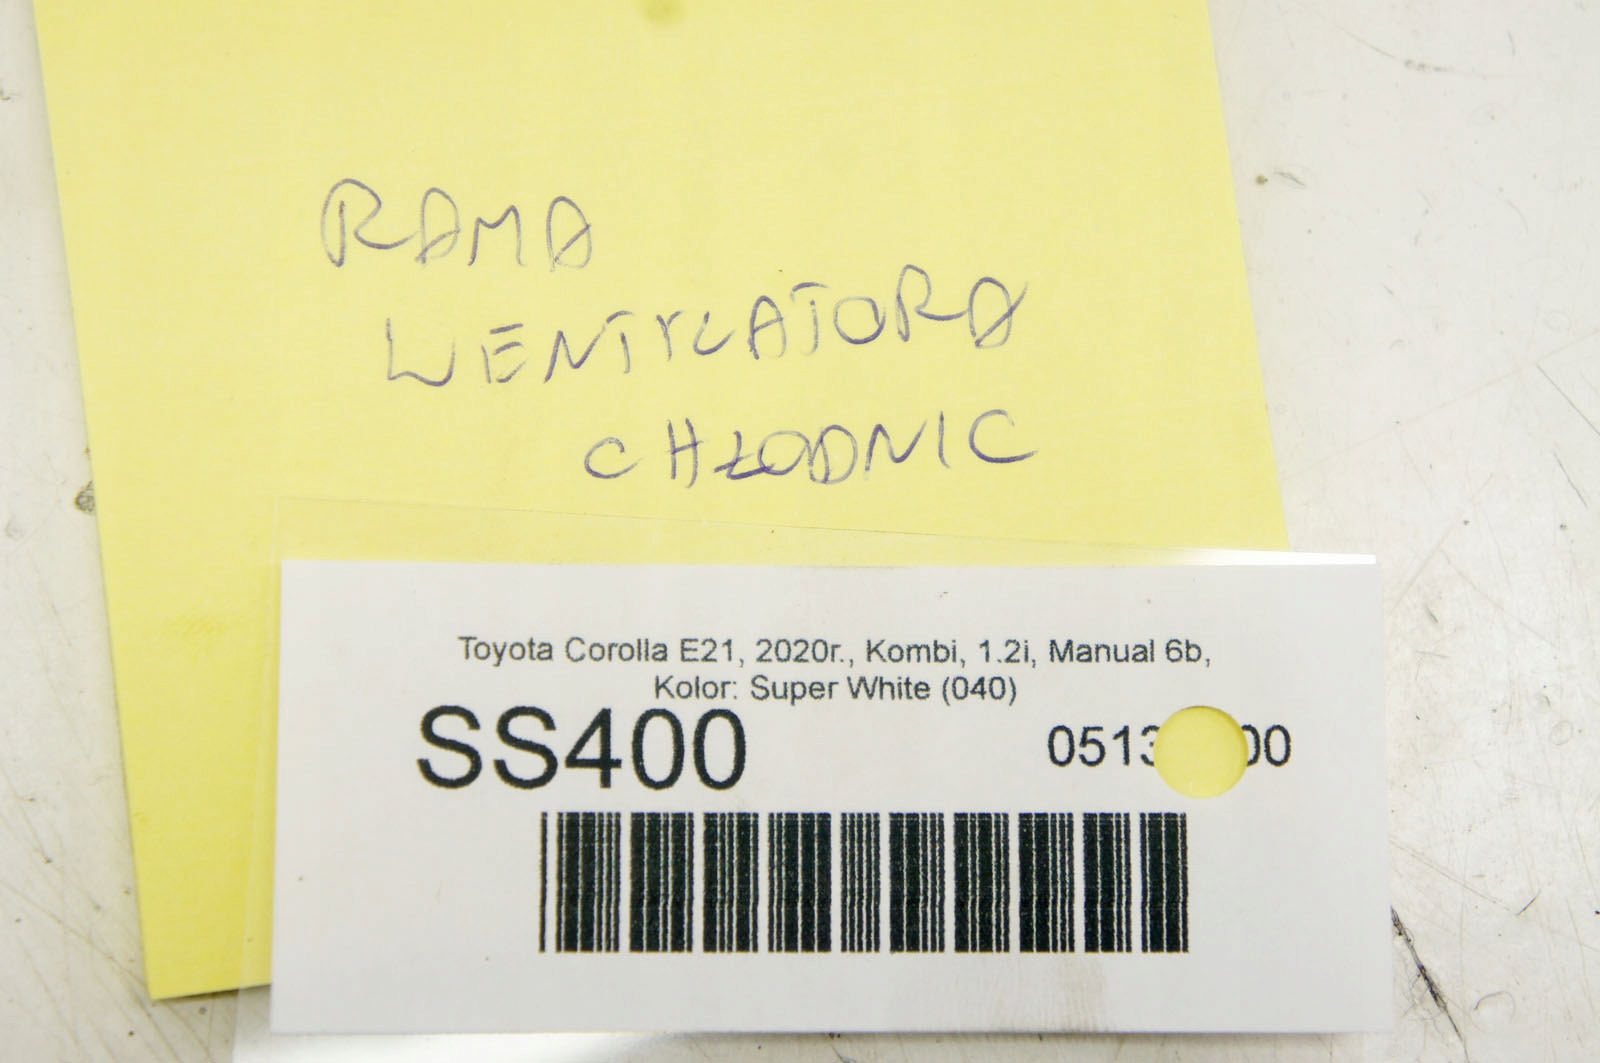 RAMA
WENTYLATORA
CHŁODNIC
Toyota Corolla E21, 2020r., Kombi, 1.2i, Manual 6b,
Kolor: Super White (040)
SS400